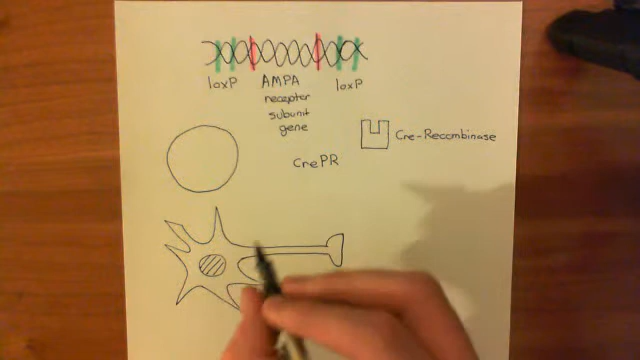 loxP AMPA loxP
receptor
subunit
gene
Cre-Recombinase
CrePR